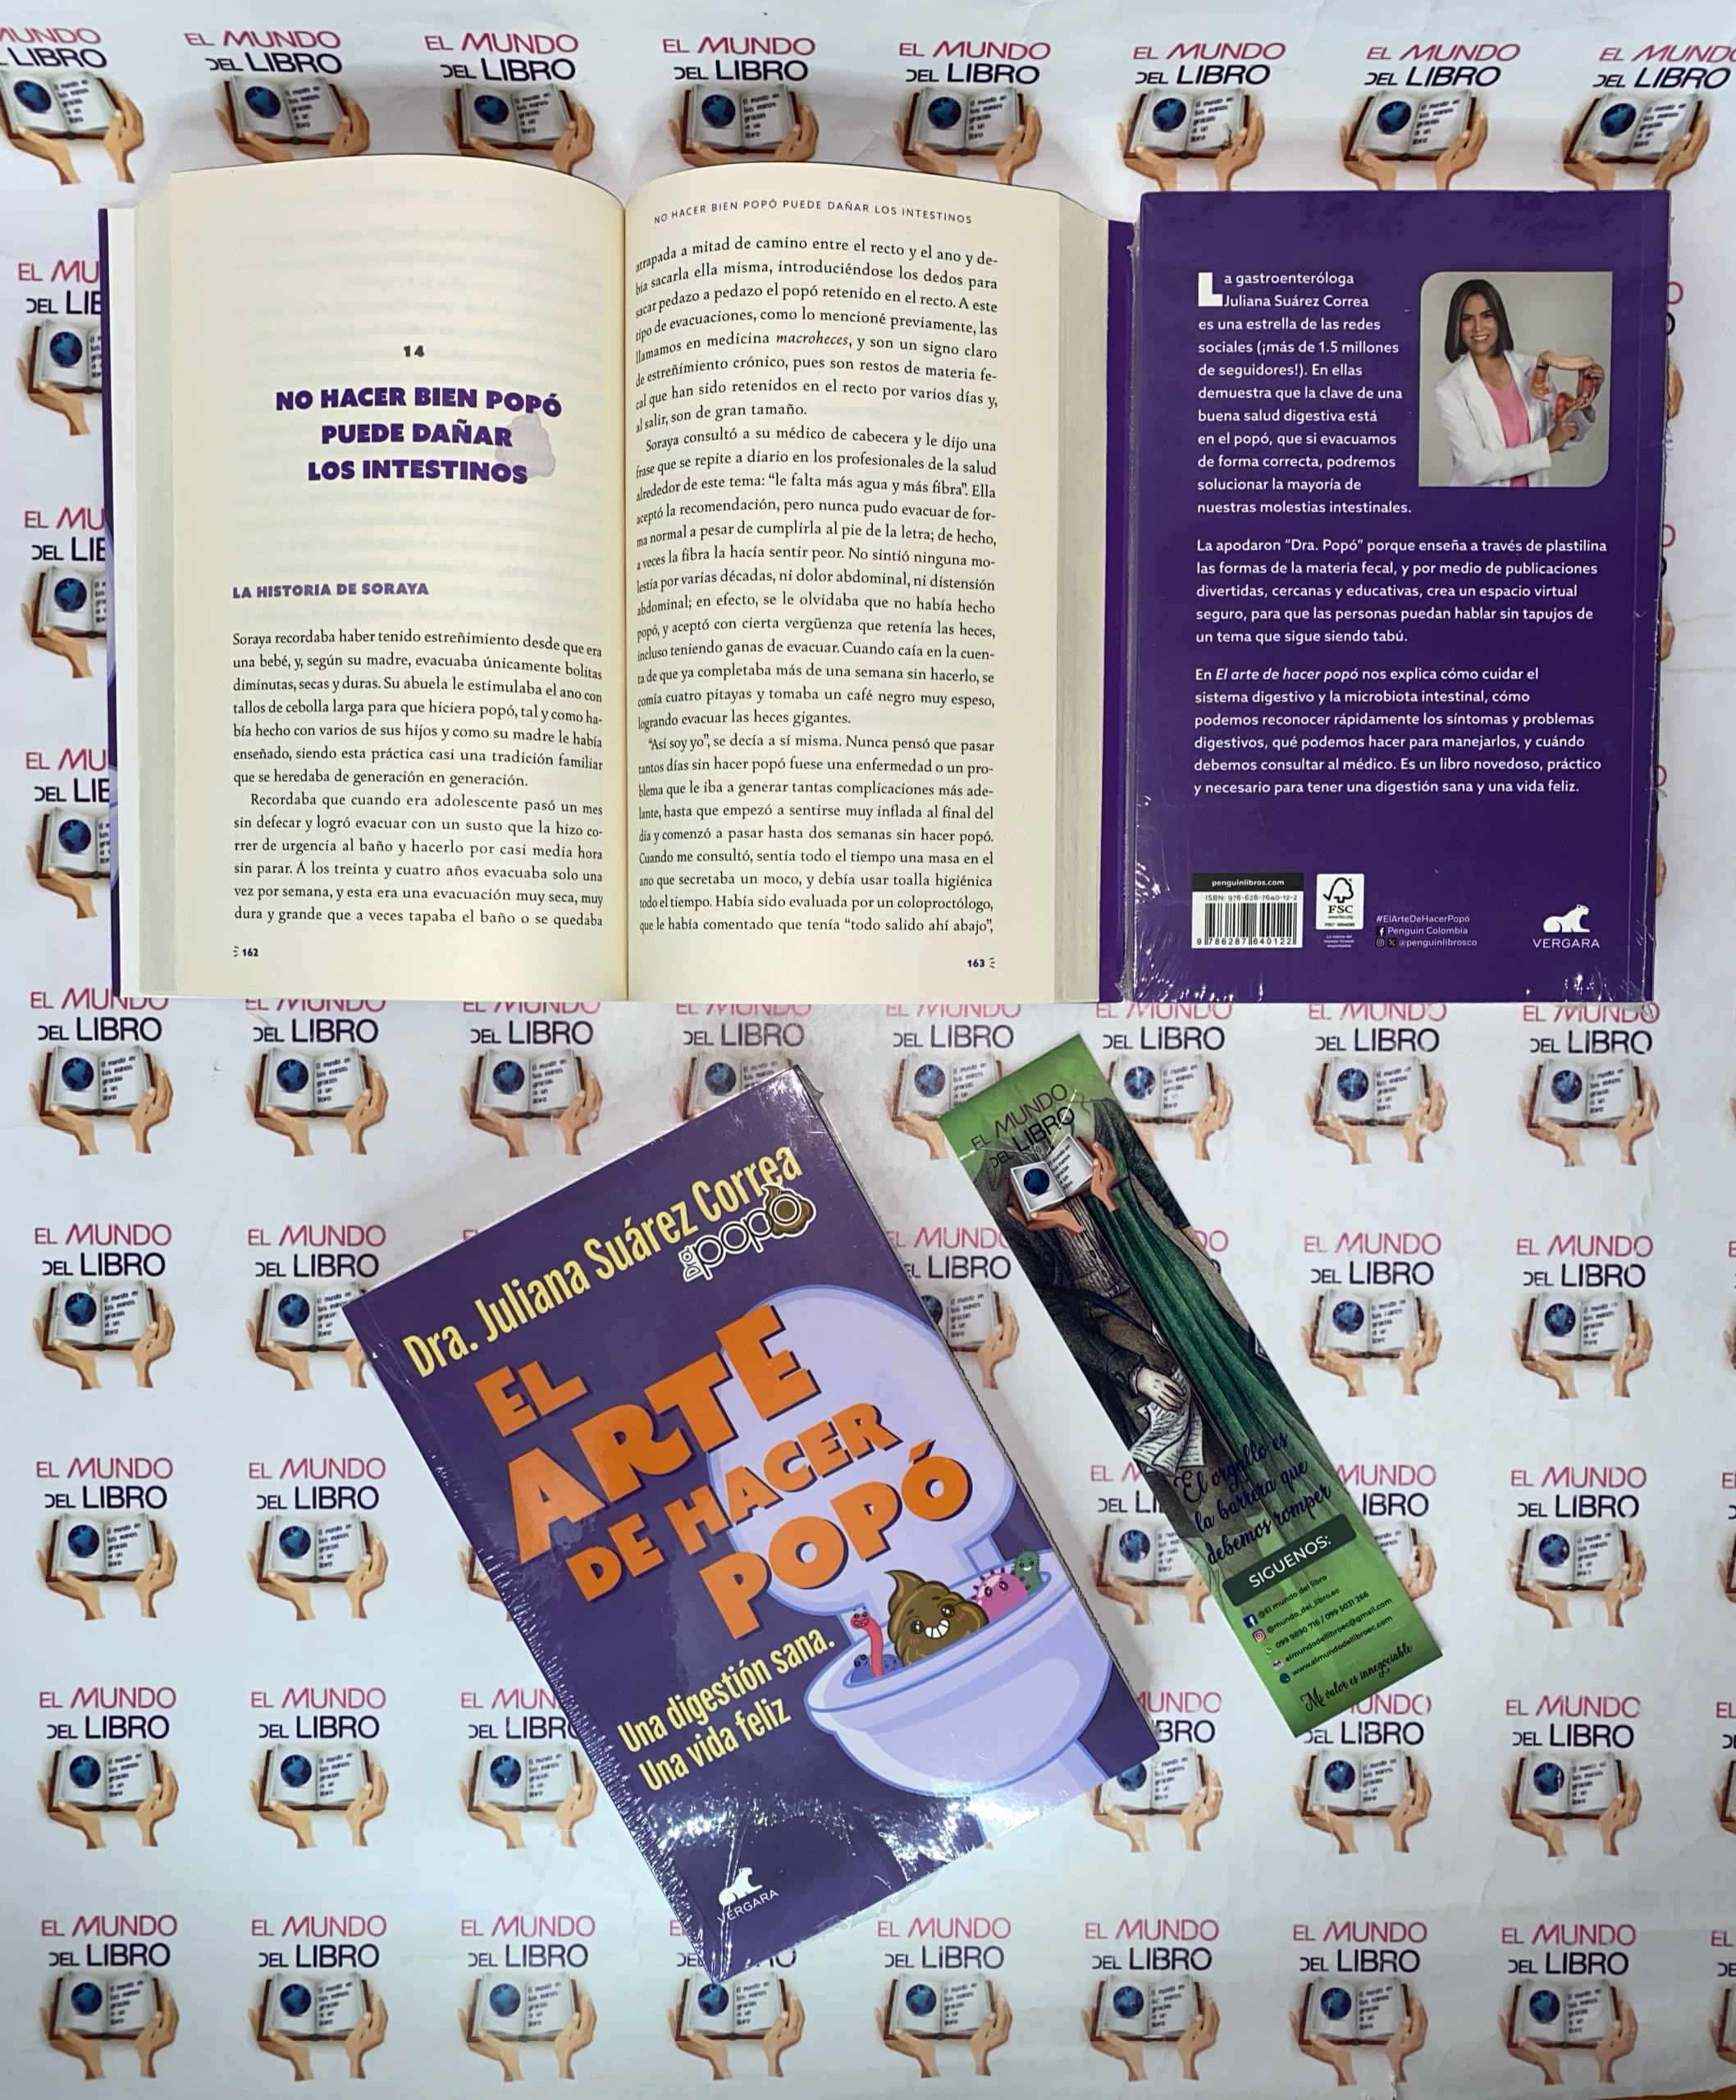 EL MUNDO
DEL LIBRO
14
NO HACER BIEN POPÓ
PUEDE DAÑAR
LOS INTESTINOS
LA HISTORIA DE SORAYA
Soraya recordaba haber tenido estreñimiento desde que era
una bebé, y, según su madre, evacuaba únicamente bolitas
diminutas, secas y duras. Su abuela le estimulaba el ano con
tallos de cebolla larga para que hiciera popó, tal y como ha-
bía hecho con varios de sus hijos y como su madre le había
enseñado, siendo esta práctica casi una tradición familiar
que se heredaba de generación en generación.
Recordaba que cuando era adolescente pasó un mes
sin defecar y logró evacuar con un susto que la hizo co-
rrer de urgencia al baño y hacerlo por casi media hora
sin parar. A los treinta y cuatro años evacuaba solo una
vez por semana, y esta era una evacuación muy seca, muy
dura y grande que a veces tapaba el baño o se quedaba
162
NO HACER BIEN POPÓ PUEDE DAÑAR LOS INTESTINOS
atrapada a mitad de camino entre el recto y el ano y de-
bía sacarla ella misma, introduciéndose los dedos para
sacar pedazo a pedazo el popó retenido en el recto. A este
tipo de evacuaciones, como lo mencioné previamente, las
llamamos en medicina macroheces, y son un signo claro
de estreñimiento crónico, pues son restos de materia fe-
cal que han sido retenidos en el recto por varios días y,
al salir, son de gran tamaño.
Soraya consultó a su médico de cabecera y le dijo una
frase que se repite a diario en los profesionales de la salud
alrededor de este tema: “le falta más agua y más fibra”. Ella
aceptó la recomendación, pero nunca pudo evacuar de for-
ma normal a pesar de cumplirla al pie de la letra; de hecho,
a veces la fibra la hacía sentir peor. No sintió ninguna mo-
lestia por varias décadas, ni dolor abdominal, ni distensión
abdominal; en efecto, se le olvidaba que no había hecho
popó, y aceptó con cierta vergüenza que retenía las heces,
incluso teniendo ganas de evacuar. Cuando caía en la cuen-
ta de que ya completaba más de una semana sin hacerlo, se
comía cuatro pitayas y tomaba un café negro muy espeso,
logrando evacuar las heces gigantes.
“Así soy yo”, se decía a sí misma. Nunca pensó que pasar
tantos días sin hacer popó fuese una enfermedad o un pro-
blema que le iba a generar tantas complicaciones más ade-
lante, hasta que empezó a sentirse muy inflada al final del
día y comenzó a pasar hasta dos semanas sin hacer popó.
Cuando me consultó, sentía todo el tiempo una masa en el
ano que secretaba un moco, y debía usar toalla higiénica
todo el tiempo. Había sido evaluada por un coloproctólogo,
que le había comentado que tenía “todo salido ahí abajo”,
163
La gastroenteróloga
Juliana Suárez Correa
es una estrella de las redes
sociales (¡más de 1.5 millones
de seguidores!). En ellas
demuestra que la clave de una
buena salud digestiva está
en el popó, que si evacuamos
de forma correcta, podremos
solucionar la mayoría de
nuestras molestias intestinales.
La apodaron “Dra. Popó” porque enseña a través de plastilina
las formas de la materia fecal, y por medio de publicaciones
divertidas, cercanas y educativas, crea un espacio virtual
seguro, para que las personas puedan hablar sin tapujos de
un tema que sigue siendo tabú.
En El arte de hacer popó nos explica cómo cuidar el
sistema digestivo y la microbiota intestinal, cómo
podemos reconocer rápidamente los síntomas y problemas
digestivos, qué podemos hacer para manejarlos, y cuándo
debemos consultar al médico. Es un libro novedoso, práctico
y necesario para tener una digestión sana y una vida feliz.
penguinlibros.com
ISBN: 978-628-7640-12-2
9 786287 640122
FSC
#ElArteDeHacerPopó
Penguin Colombia
@penguinlibrosco
VERGARA
Dra. Juliana Suárez Correa
Dra. popó
EL
ARTE
DE HACER
POPÓ
Una digestión sana.
Una vida feliz
VERGARA
EL MUNDO
DEL LIBRO
El orgullo es
la barrera que
debemos romper
SIGUENOS:
@El mundo del libro
@mundo_del_libro.ec
099 9890 716 / 099 5031 266
elmundodellibroec@gmail.com
www.elmundodellibroec.com
Mi valor es innegociable